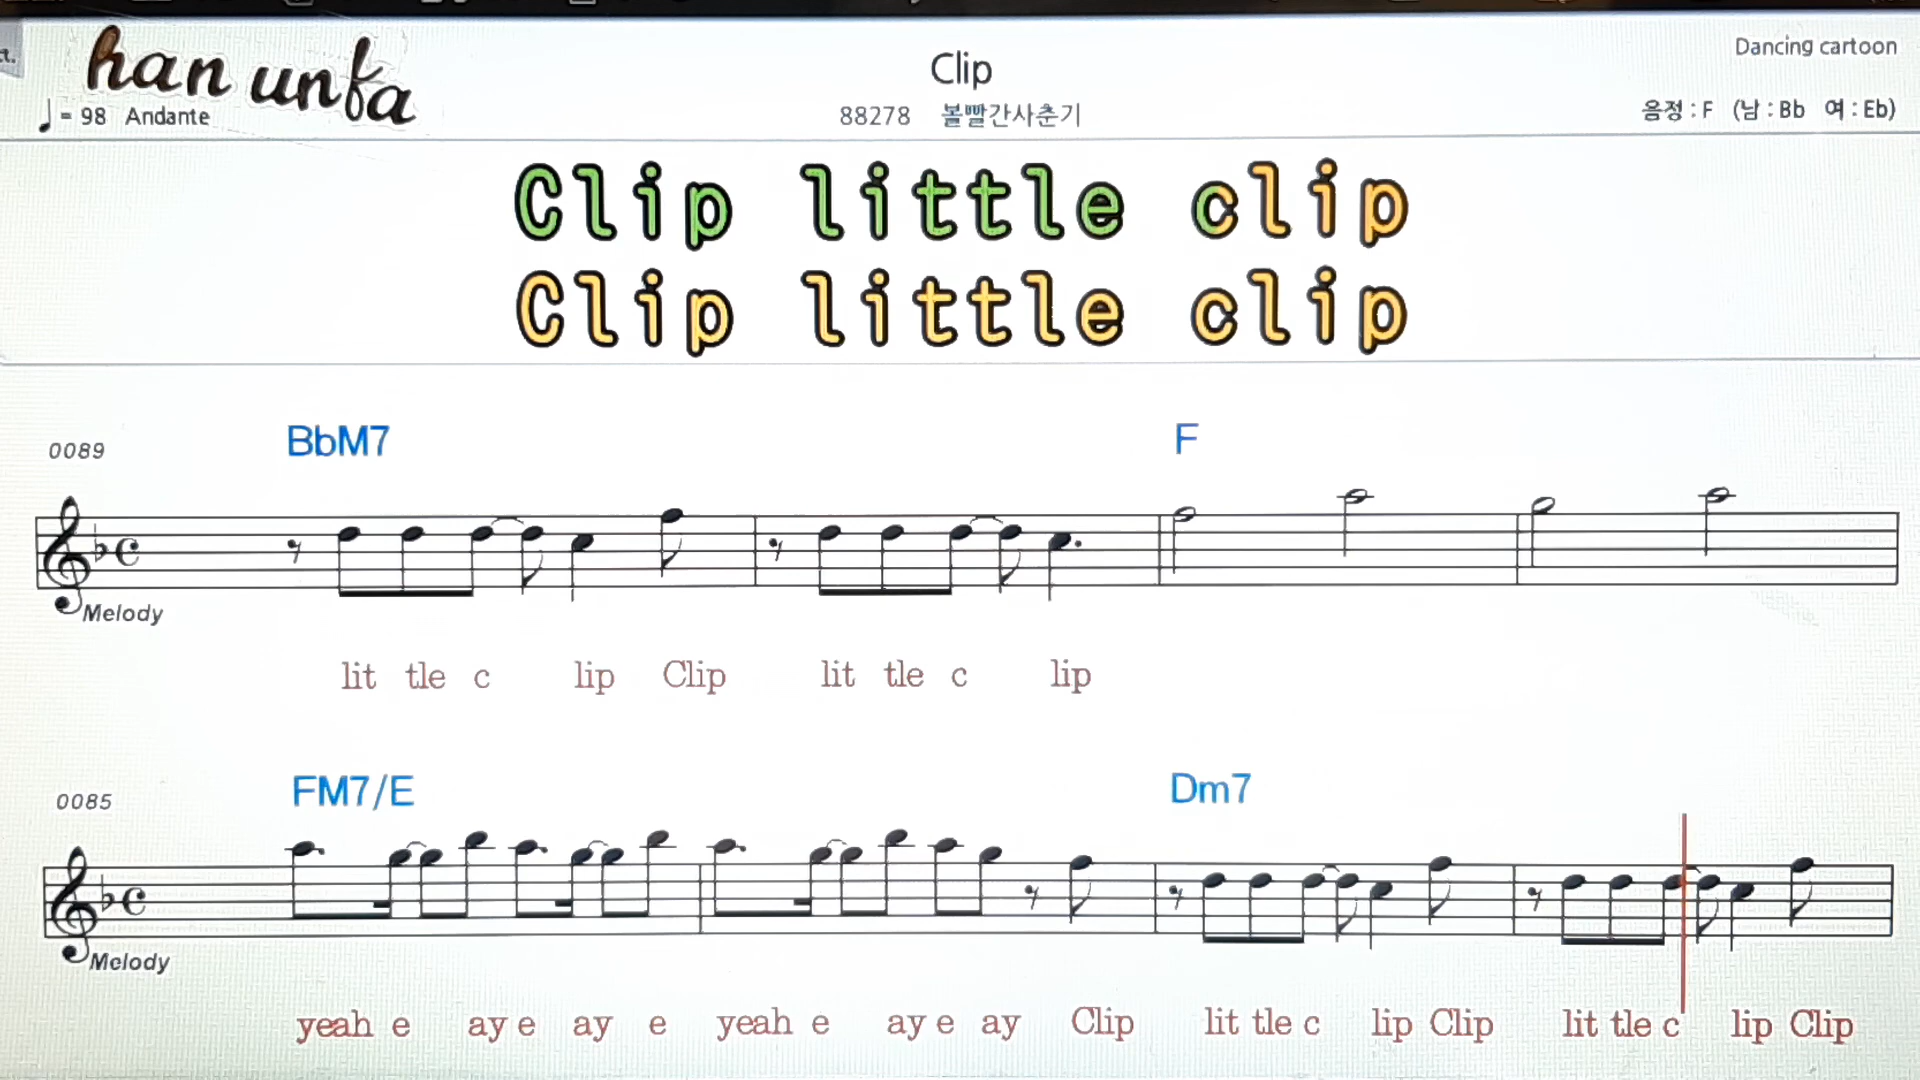 han unfa
Clip
Dancing cartoon
= 98 Andante
88278 볼빨간사춘기
음정 : F (남 : Bb 여 : Eb)
Clip little clip
Clip little clip
0089
BbM7 F
Melody
lit tle c lip Clip lit tle c lip
0085
FM7/E Dm7
Melody
yeah e ay e ay e yeah e ay e ay Clip lit tle c lip Clip lit tle c lip Clip